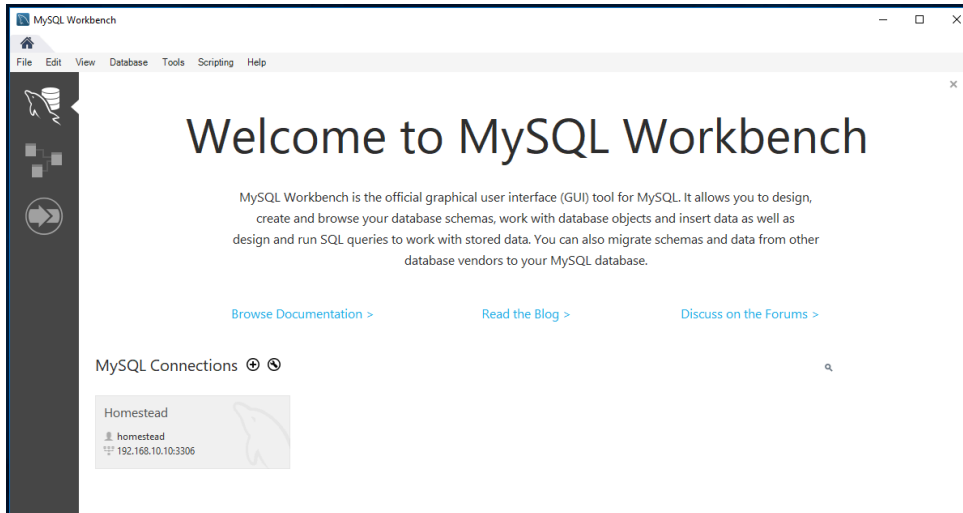 MySQL Workbench
File Edit View Database Tools Scripting Help
Welcome to MySQL Workbench
MySQL Workbench is the official graphical user interface (GUI) tool for MySQL. It allows you to design,
create and browse your database schemas, work with database objects and insert data as well as
design and run SQL queries to work with stored data. You can also migrate schemas and data from other
database vendors to your MySQL database.
Browse Documentation > Read the Blog > Discuss on the Forums >
MySQL Connections
Homestead
homestead
192.168.10.10:3306